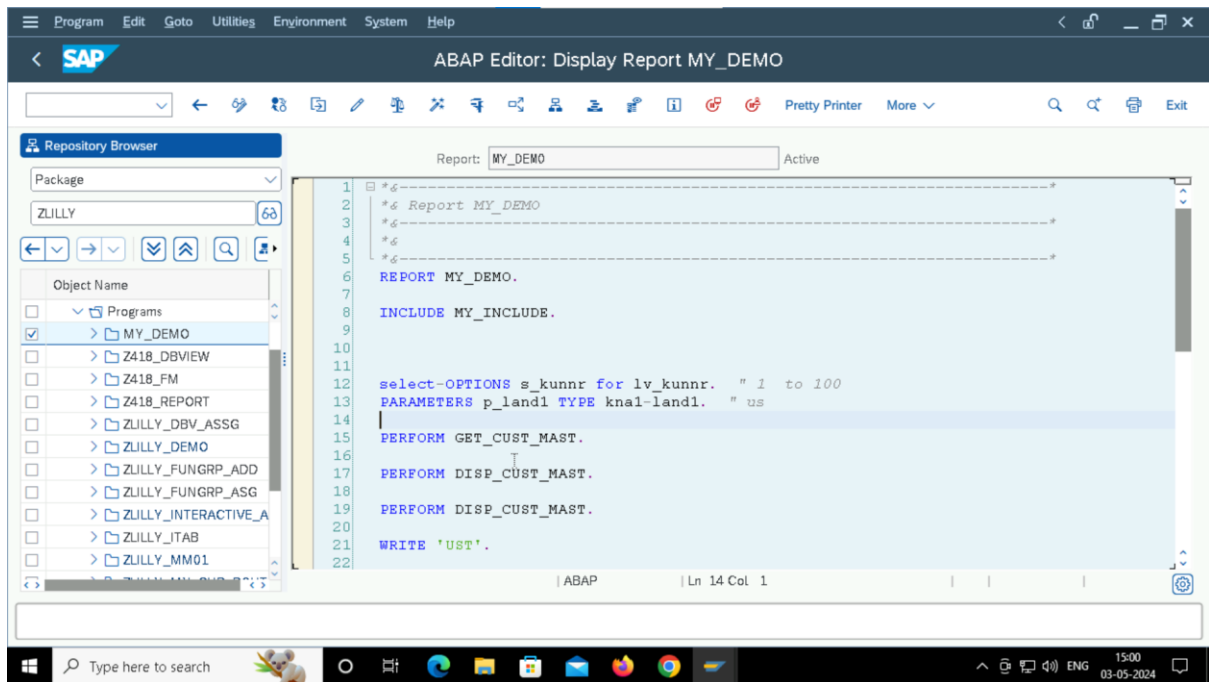 Program Edit Goto Utilities Environment System Help
SAP ABAP Editor: Display Report MY_DEMO
Pretty Printer More Exit
Repository Browser
Report: MY_DEMO Active
Package
ZLILLY
Object Name
Programs
MY_DEMO
Z418_DBVIEW
Z418_FM
Z418_REPORT
ZLILLY_DBV_ASSG
ZLILLY_DEMO
ZLILLY_FUNGRP_ADD
ZLILLY_FUNGRP_ASG
ZLILLY_INTERACTIVE_A
ZLILLY_ITAB
ZLILLY_MM01
1 *&---------------------------------------------------------------------*
2 *& Report MY_DEMO
3 *&---------------------------------------------------------------------*
4 *&
5 *&---------------------------------------------------------------------*
6 REPORT MY_DEMO.
7
8 INCLUDE MY_INCLUDE.
9
10
11
12 select-OPTIONS s_kunnr for lv_kunnr. " 1 to 100
13 PARAMETERS p_land1 TYPE kna1-land1. " us
14
15 PERFORM GET_CUST_MAST.
16
17 PERFORM DISP_CUST_MAST.
18
19 PERFORM DISP_CUST_MAST.
20
21 WRITE 'UST'.
22
ABAP Ln 14 Col 1
Type here to search
ENG
15:00
03-05-2024